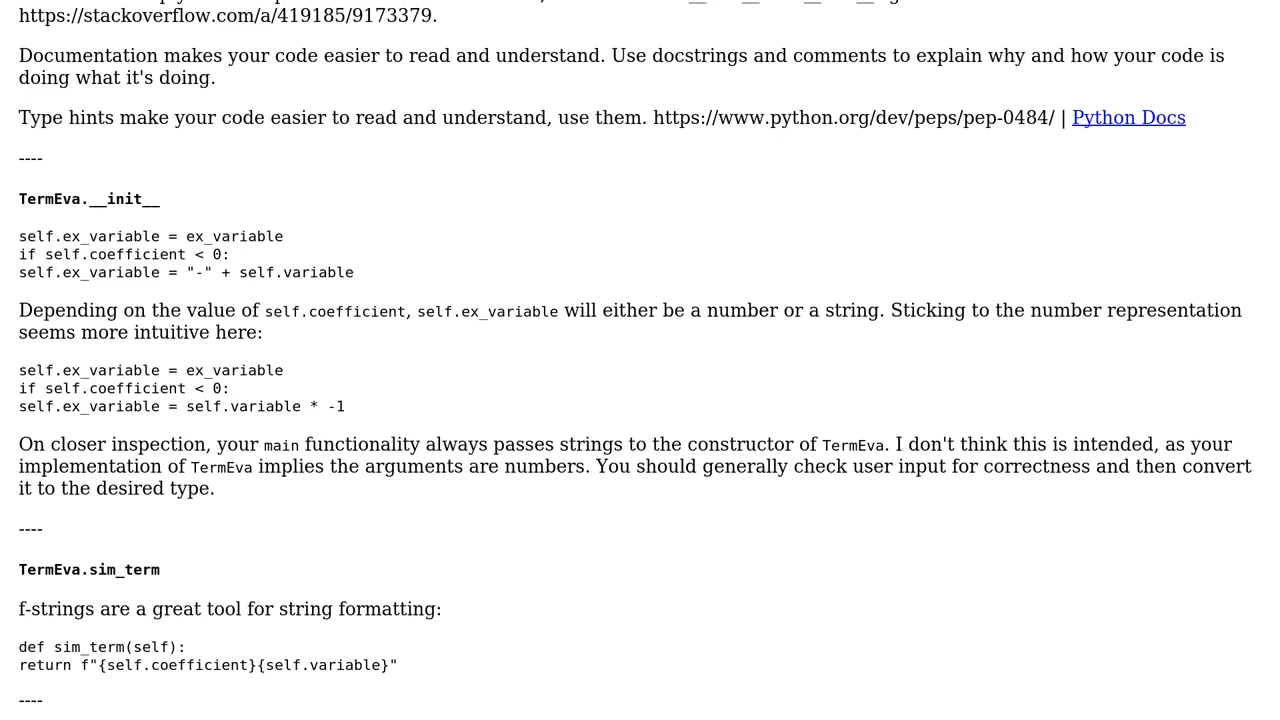 https://stackoverflow.com/a/419185/9173379.
Documentation makes your code easier to read and understand. Use docstrings and comments to explain why and how your code is
doing what it's doing.
Type hints make your code easier to read and understand, use them. https://www.python.org/dev/peps/pep-0484/ | Python Docs
----
TermEva.__init__
self.ex_variable = ex_variable
if self.coefficient < 0:
self.ex_variable = "-" + self.variable
Depending on the value of self.coefficient, self.ex_variable will either be a number or a string. Sticking to the number representation
seems more intuitive here:
self.ex_variable = ex_variable
if self.coefficient < 0:
self.ex_variable = self.variable * -1
On closer inspection, your main functionality always passes strings to the constructor of TermEva. I don't think this is intended, as your
implementation of TermEva implies the arguments are numbers. You should generally check user input for correctness and then convert
it to the desired type.
----
TermEva.sim_term
f-strings are a great tool for string formatting:
def sim_term(self):
return f"{self.coefficient}{self.variable}"
----